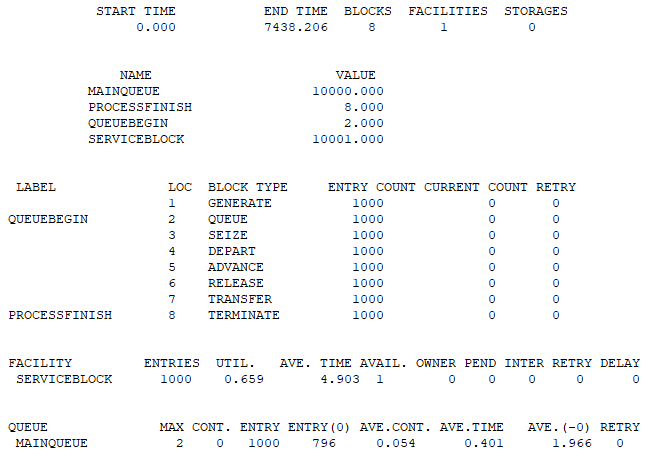 START TIME END TIME BLOCKS FACILITIES STORAGES
0.000 7438.206 8 1 0
NAME VALUE
MAINQUEUE 10000.000
PROCESSFINISH 8.000
QUEUEBEGIN 2.000
SERVICEBLOCK 10001.000
LABEL LOC BLOCK TYPE ENTRY COUNT CURRENT COUNT RETRY
1 GENERATE 1000 0 0
QUEUEBEGIN 2 QUEUE 1000 0 0
3 SEIZE 1000 0 0
4 DEPART 1000 0 0
5 ADVANCE 1000 0 0
6 RELEASE 1000 0 0
7 TRANSFER 1000 0 0
PROCESSFINISH 8 TERMINATE 1000 0 0
FACILITY ENTRIES UTIL. AVE. TIME AVAIL. OWNER PEND INTER RETRY DELAY
SERVICEBLOCK 1000 0.659 4.903 1 0 0 0 0 0
QUEUE MAX CONT. ENTRY ENTRY(0) AVE.CONT. AVE.TIME AVE.(-0) RETRY
MAINQUEUE 2 0 1000 796 0.054 0.401 1.966 0